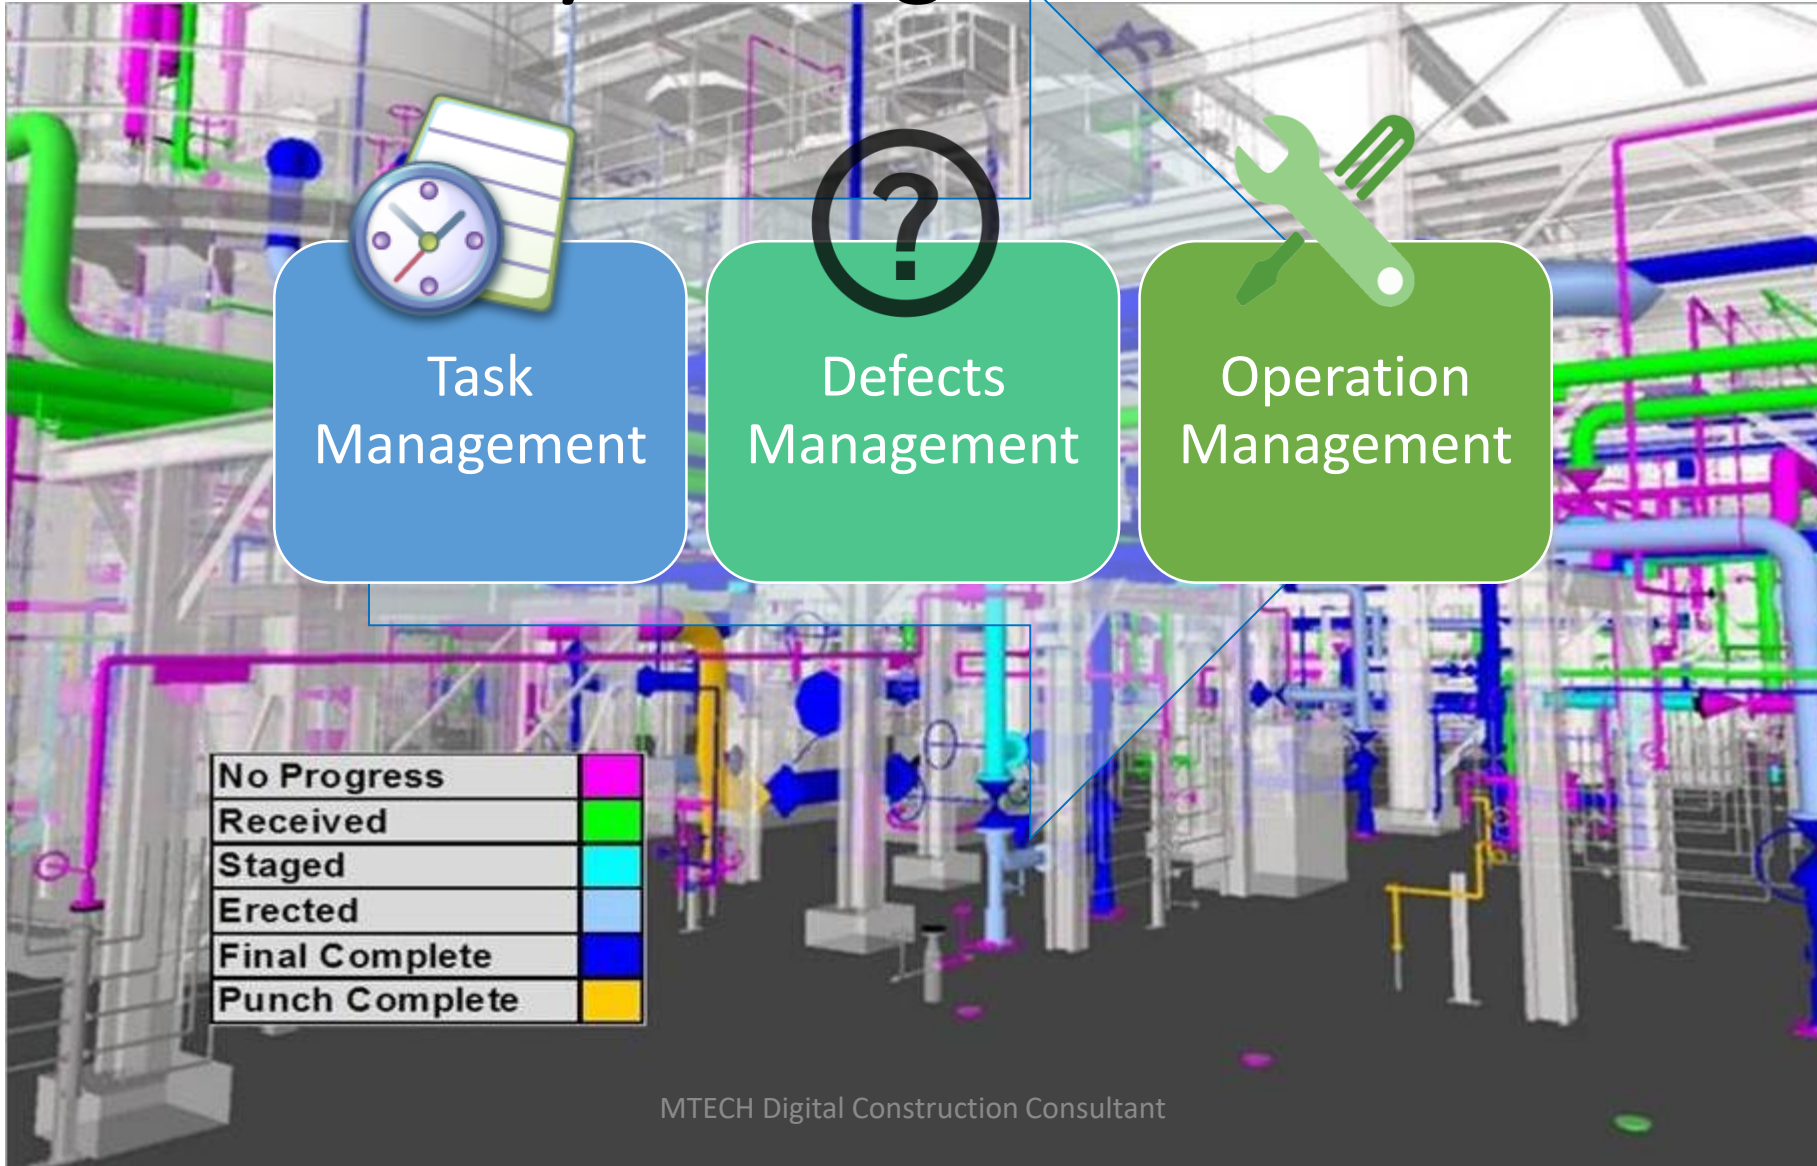 ?
Task
Management
Defects
Management
Operation
Management
No Progress
Received
Staged
Erected
Final Complete
Punch Complete
MTECH Digital Construction Consultant